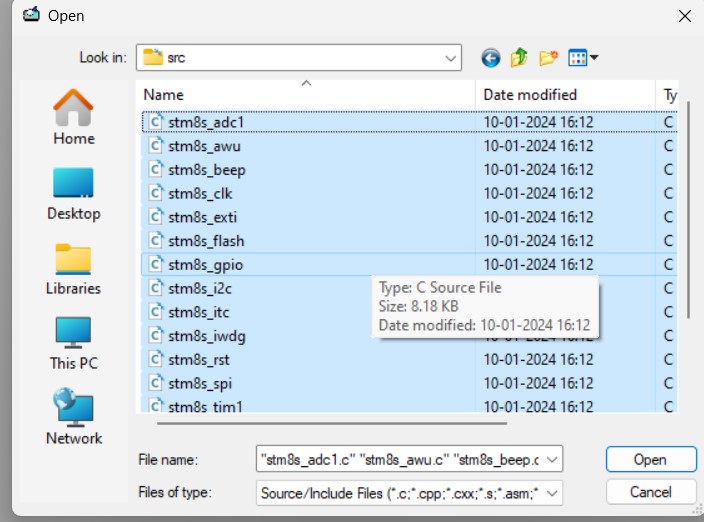 Open
Look in: src
Name Date modified Ty
stm8s_adc1 10-01-2024 16:12 C
stm8s_awu 10-01-2024 16:12 C
stm8s_beep 10-01-2024 16:12 C
stm8s_clk 10-01-2024 16:12 C
stm8s_exti 10-01-2024 16:12 C
stm8s_flash 10-01-2024 16:12 C
stm8s_gpio 10-01-2024 16:12 C
stm8s_i2c C
stm8s_itc C
stm8s_iwdg C
stm8s_rst 10-01-2024 16:12 C
stm8s_spi 10-01-2024 16:12 C
stm8s_tim1 10-01-2024 16:12 C
Type: C Source File
Size: 8.18 KB
Date modified: 10-01-2024 16:12
Home
Desktop
Libraries
This PC
Network
File name: "stm8s_adc1.c" "stm8s_awu.c" "stm8s_beep.c Open
Files of type: Source/Include Files (*.c;*.cpp;*.cxx;*.s;*.asm;* Cancel